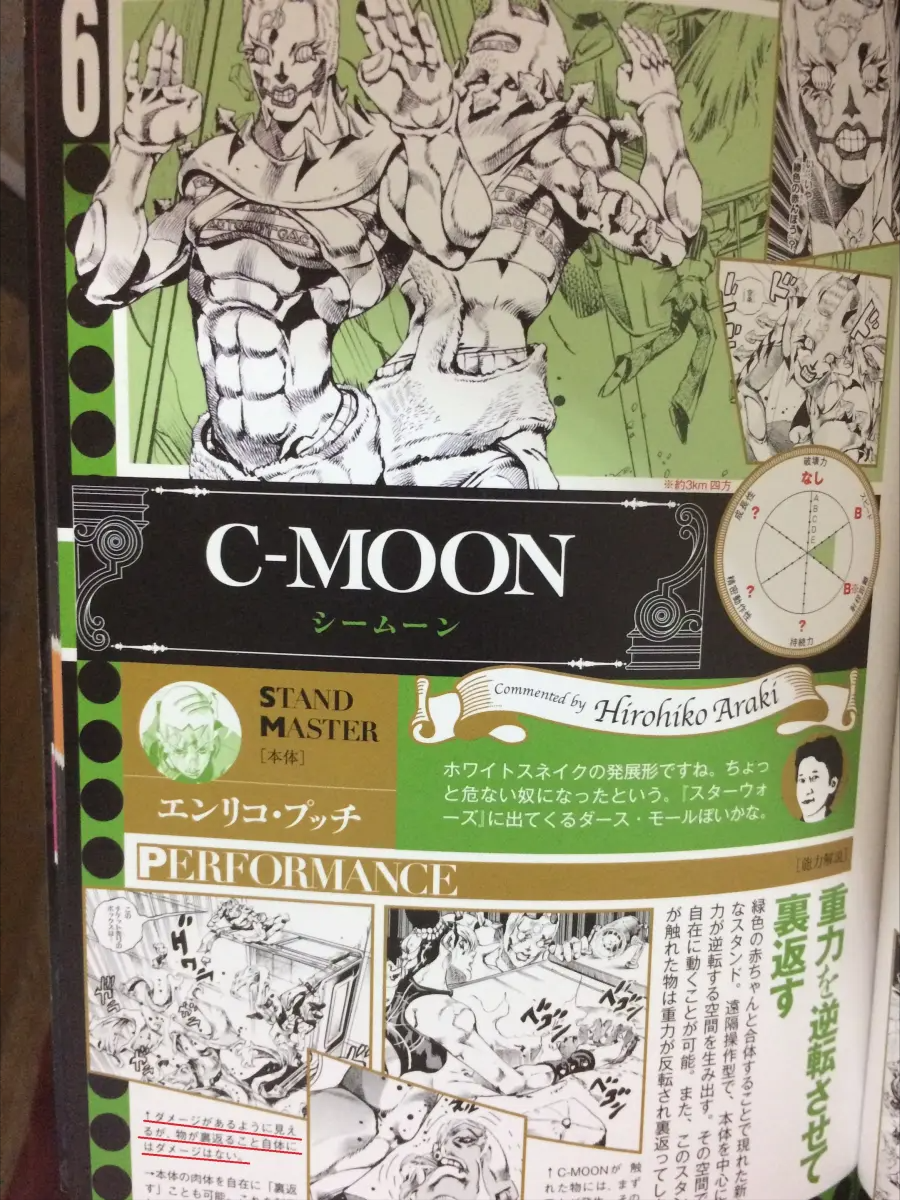 6
※約3km四方
破壊力
なし
スピード
B
B
射程距離
?
持続力
?
精密動作性
?
成長性
A
B
C
D
E
C-MOON
シームーン
STAND
MASTER
[本体]
エンリコ・プッチ
Commented by Hirohiko Araki
ホワイトスネイクの発展形ですね。ちょっ
と危ない奴になったという。『スターウォ
ーズ』に出てくるダース・モールぽいかな。
PERFORMANCE
[能力解説]
重力を逆転させて
裏返す
緑色の赤ちゃんと合体することで現れた新
なスタンド。遠隔操作型で、本体を中心に
力が逆転する空間を生み出す。その空間で
自在に動くことが可能。また、このスタ
が触れた物は重力が反転され裏返ってし
↑ダメージがあるように見え
るが、物が裏返ること自体に
はダメージはない。
→本体の肉体を自在に「裏返
す」ことも可能。
↑C-MOONが触
れた物には、まず